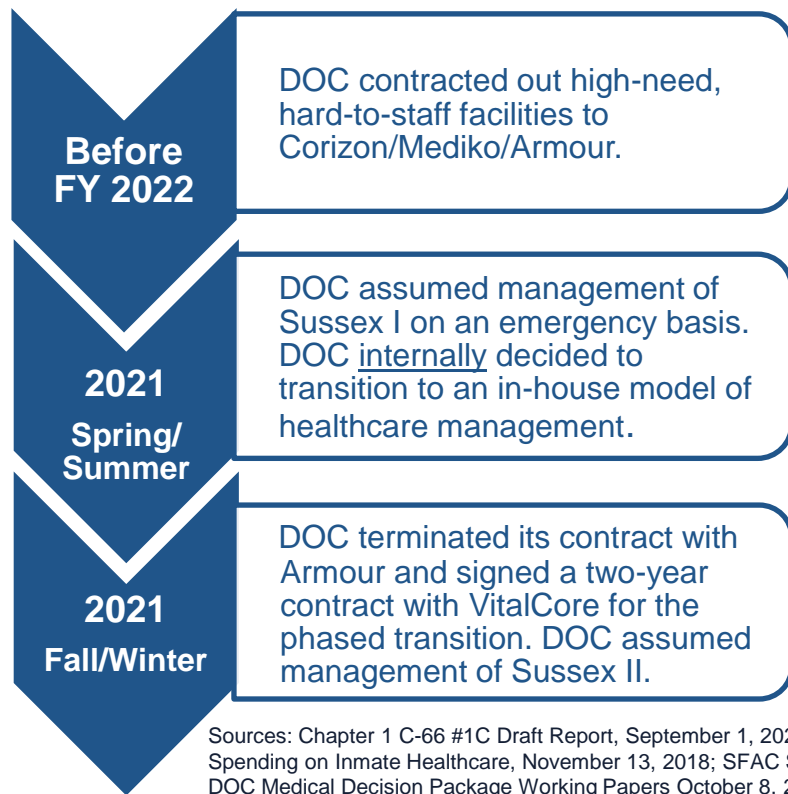 Before
FY 2022
DOC contracted out high-need,
hard-to-staff facilities to
Corizon/Mediko/Armour.
2021
Spring/
Summer
DOC assumed management of
Sussex I on an emergency basis.
DOC internally decided to
transition to an in-house model of
healthcare management.
2021
Fall/Winter
DOC terminated its contract with
Armour and signed a two-year
contract with VitalCore for the
phased transition. DOC assumed
management of Sussex II.
Sources: Chapter 1 C-66 #1C Draft Report, September 1,
Spending on Inmate Healthcare, November 13, 2018; SFAC
DOC Medical Decision Package Working Papers October 8,